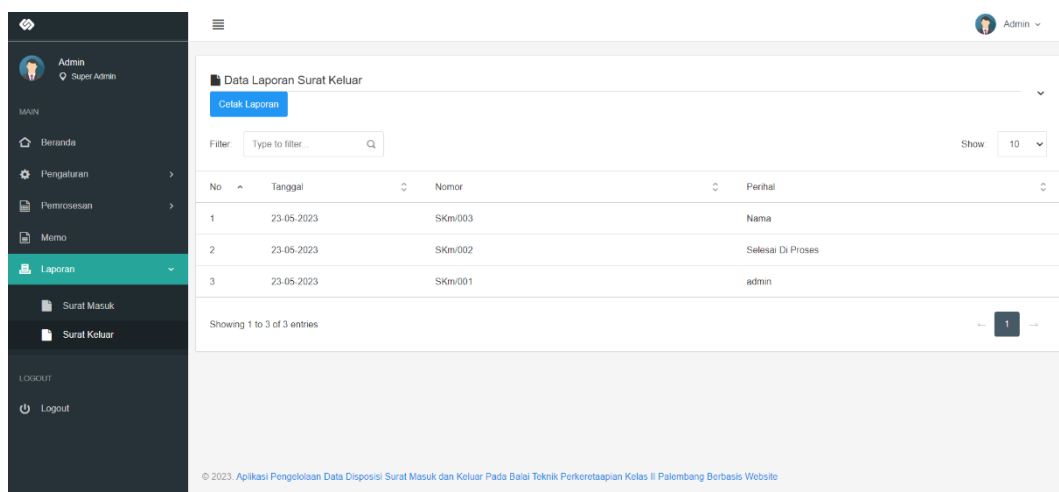 Admin
Admin
Super Admin
MAIN
Beranda
Pengaturan
Pemrosesan
Memo
Laporan
Surat Masuk
Surat Keluar
LOGOUT
Logout
Data Laporan Surat Keluar
Cetak Laporan
Filter: Type to filter... Show: 10
No Tanggal Nomor Perihal
1 23-05-2023 SKm/003 Nama
2 23-05-2023 SKm/002 Selesai Di Proses
3 23-05-2023 SKm/001 admin
Showing 1 to 3 of 3 entries ← 1 →
© 2023. Aplikasi Pengelolaan Data Disposisi Surat Masuk dan Keluar Pada Balai Teknik Perkeretaapian Kelas II Palembang Berbasis Website